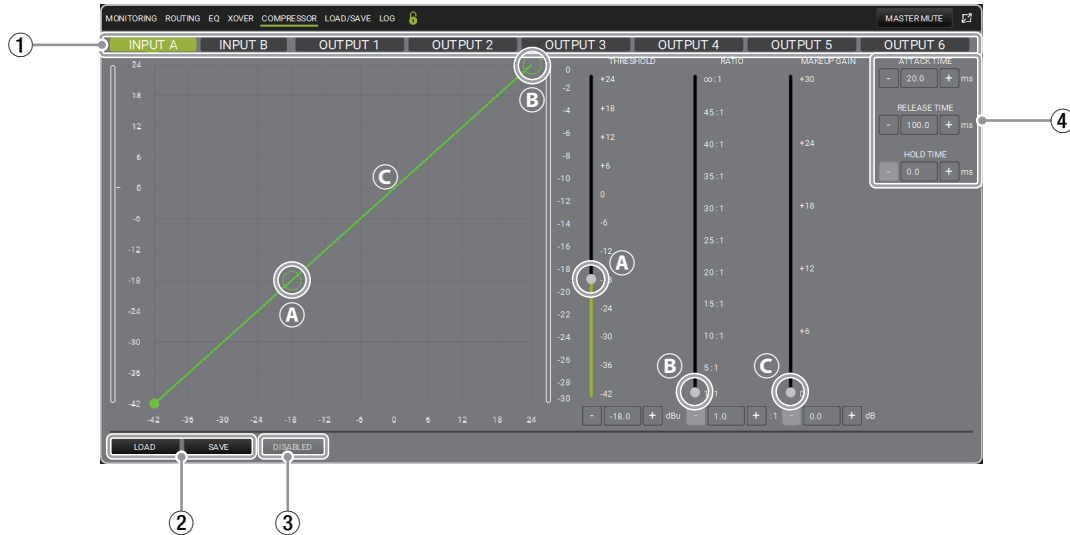 MONITORING ROUTING EQ XOVER COMPRESSOR LOAD/SAVE LOG MASTER MUTE
1 INPUT A INPUT B OUTPUT 1 OUTPUT 2 OUTPUT 3 OUTPUT 4 OUTPUT 5 OUTPUT 6
24
18
12
6
0
-6
-12
-18
-24
-30
-36
-42
-42 -36 -30 -24 -18 -12 -6 0 6 12 18 24
A
B
C
0
-2
-4
-6
-8
-10
-12
-14
-16
-18
-20
-22
-24
-26
-28
-30
THRESHOLD
+24
+18
+12
+6
0
-6
-12
-18
-24
-30
-36
-42
A
- -18.0 + dBu
RATIO
∞:1
45:1
40:1
35:1
30:1
25:1
20:1
15:1
10:1
5:1
1:1
B
- 1.0 + :1
MAKEUP GAIN
+30
+24
+18
+12
+6
0
C
- 0.0 + dB
ATTACK TIME
- 20.0 + ms
RELEASE TIME
- 100.0 + ms
HOLD TIME
- 0.0 + ms
4
LOAD SAVE DISABLED
2 3